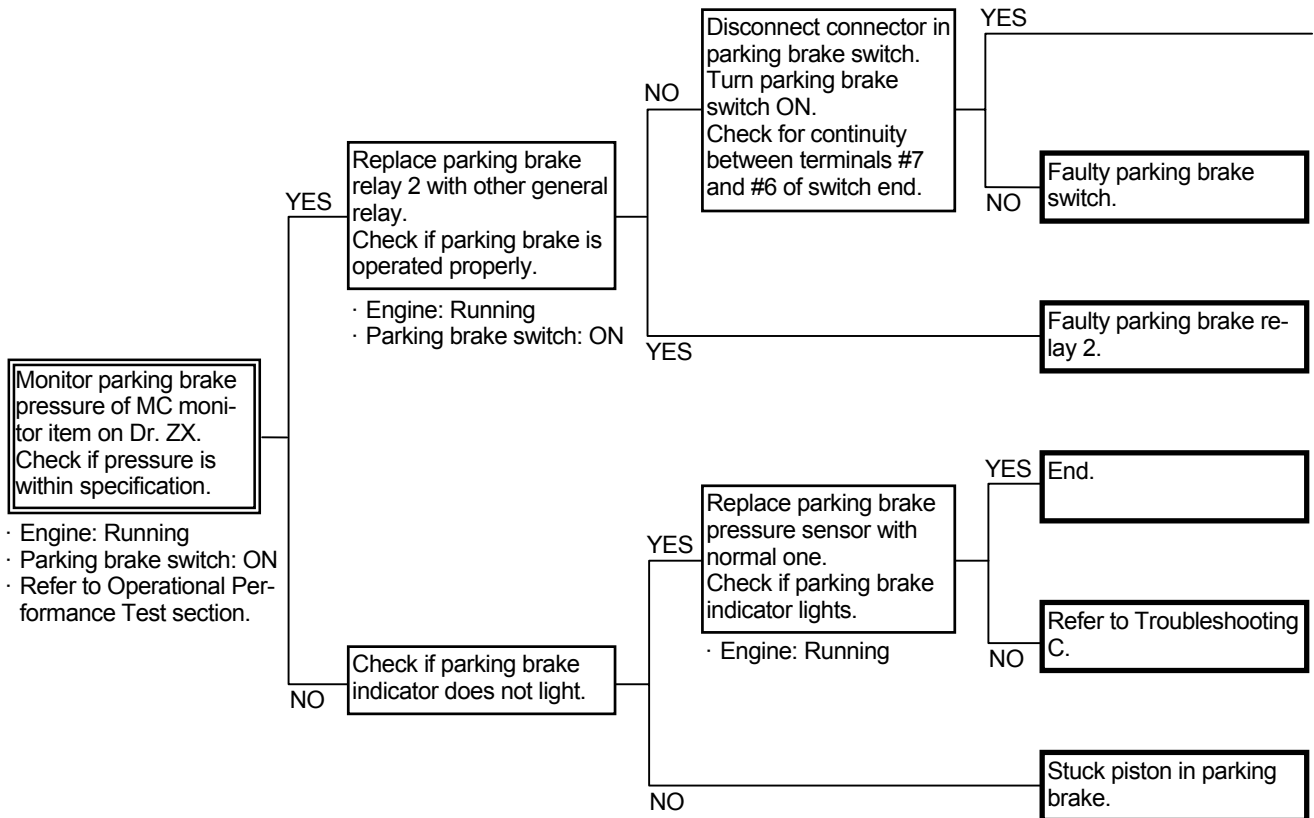 Monitor parking brake
pressure of MC moni-
tor item on Dr. ZX.
Check if pressure is
within specification.
· Engine: Running
· Parking brake switch: ON
· Refer to Operational Per-
formance Test section.
YES
Replace parking brake
relay 2 with other general
relay.
Check if parking brake is
operated properly.
· Engine: Running
· Parking brake switch: ON
NO
Disconnect connector in
parking brake switch.
Turn parking brake
switch ON.
Check for continuity
between terminals #7
and #6 of switch end.
YES
NO
Faulty parking brake
switch.
YES
Faulty parking brake re-
lay 2.
NO
Check if parking brake
indicator does not light.
YES
Replace parking brake
pressure sensor with
normal one.
Check if parking brake
indicator lights.
· Engine: Running
YES
End.
NO
Refer to Troubleshooting
C.
NO
Stuck piston in parking
brake.